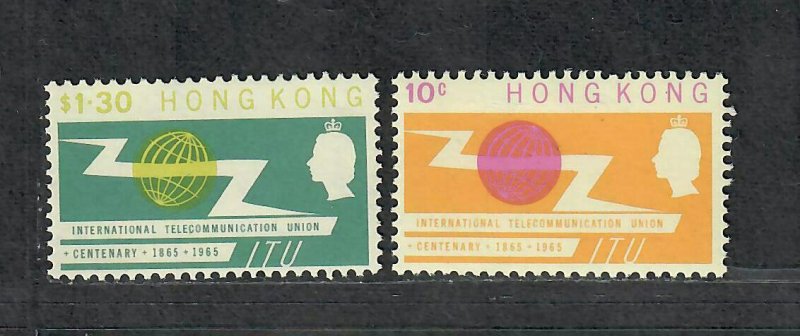 $1·30 HONG KONG
INTERNATIONAL TELECOMMUNICATION UNION
+ CENTENARY + 1865 + 1965 ITU
10c HONG KONG
INTERNATIONAL TELECOMMUNICATION UNION
+ CENTENARY + 1865 + 1965 ITU